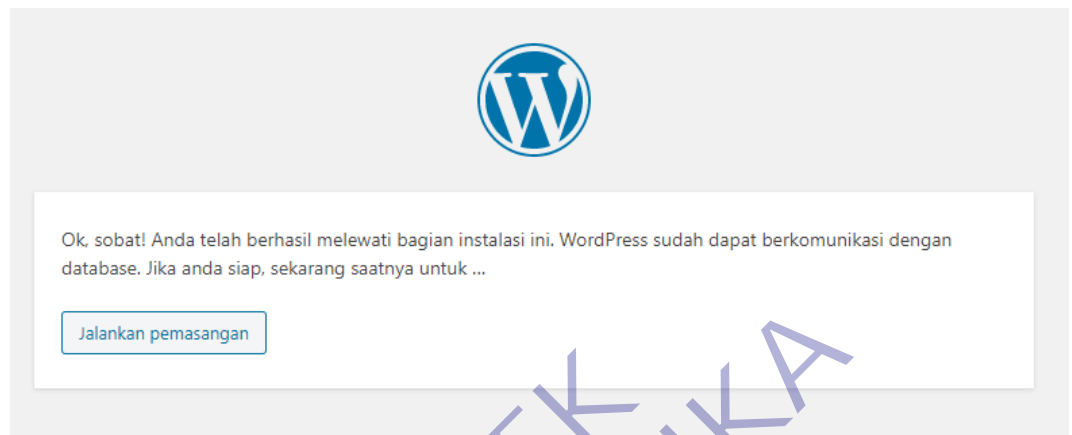 Ok, sobat! Anda telah berhasil melewati bagian instalasi ini. WordPress sudah dapat berkomunikasi dengan
database. Jika anda siap, sekarang saatnya untuk ...
Jalankan pemasangan